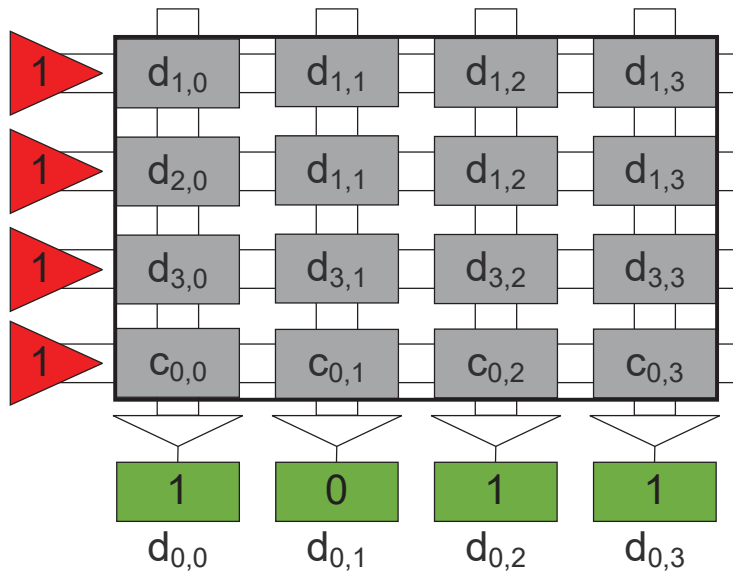 1 d1,0 d1,1 d1,2 d1,3
1 d2,0 d1,1 d1,2 d1,3
1 d3,0 d3,1 d3,2 d3,3
1 c0,0 c0,1 c0,2 c0,3
1 0 1 1
d0,0 d0,1 d0,2 d0,3